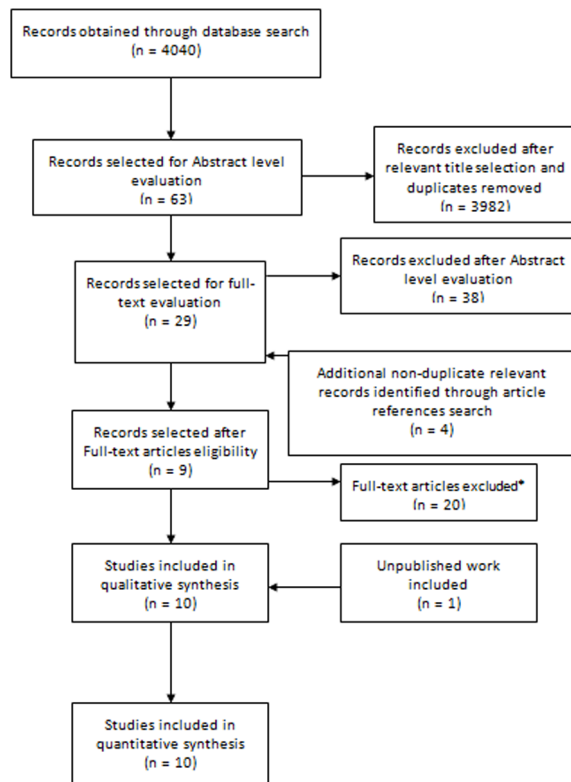 Records obtained through database search
(n = 4040)
Records selected for Abstract level
evaluation
(n = 63)
Records excluded after
relevant title selection and
duplicates removed
n = 3982)
Records selected for full-
text evaluation
(n = 29)
Records excluded after Abstract
level evaluation
(n = 38)
Additional non-duplicate relevant
records identified through article
references search
(n = 4)
Records selected after
Full-text articles eligibility
(n = 9)
Full-text articles excluded*
(n = 20)
Studies included in
qualitative synthesis
(n = 10)
Unpublished work
included
(n = 1)
Studies included in
quantitative synthesis
(n = 10)